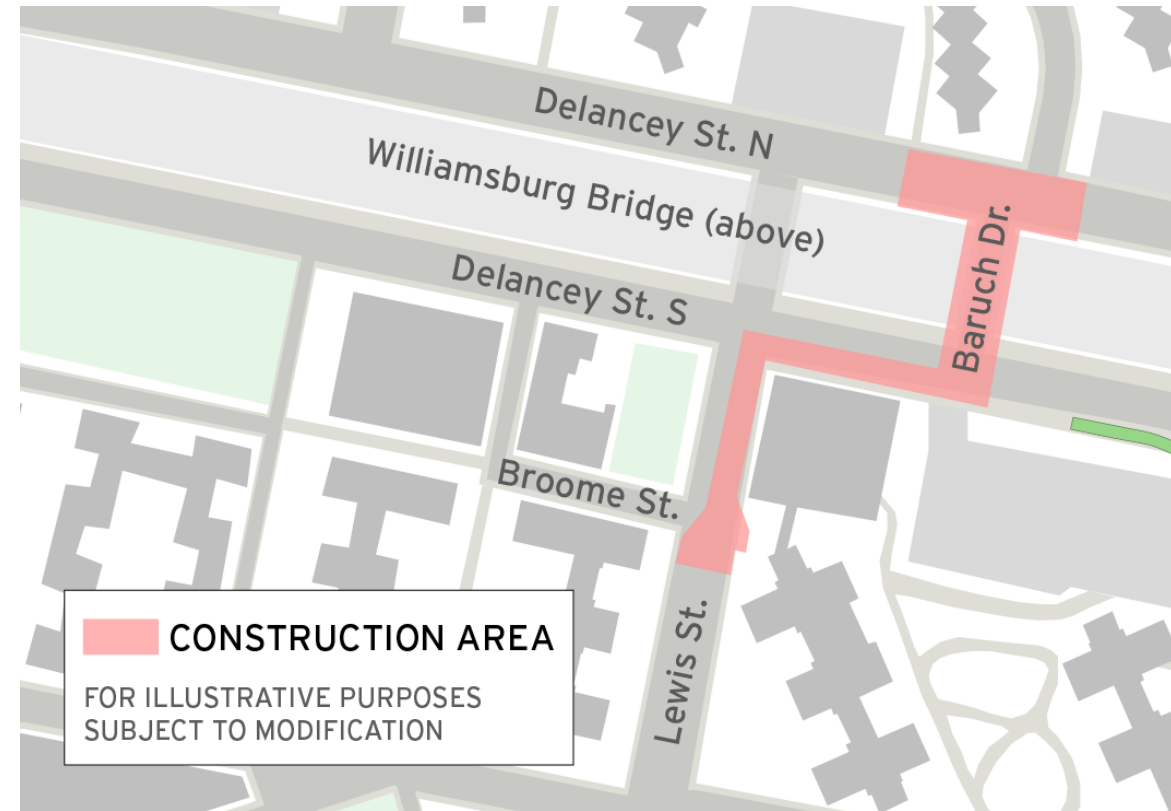 Delancey St. N
Williamsburg Bridge (above)
Baruch Dr.
Delancey St. S
Broome St.
Lewis St.
CONSTRUCTION AREA
FOR ILLUSTRATIVE PURPOSES
SUBJECT TO MODIFICATION